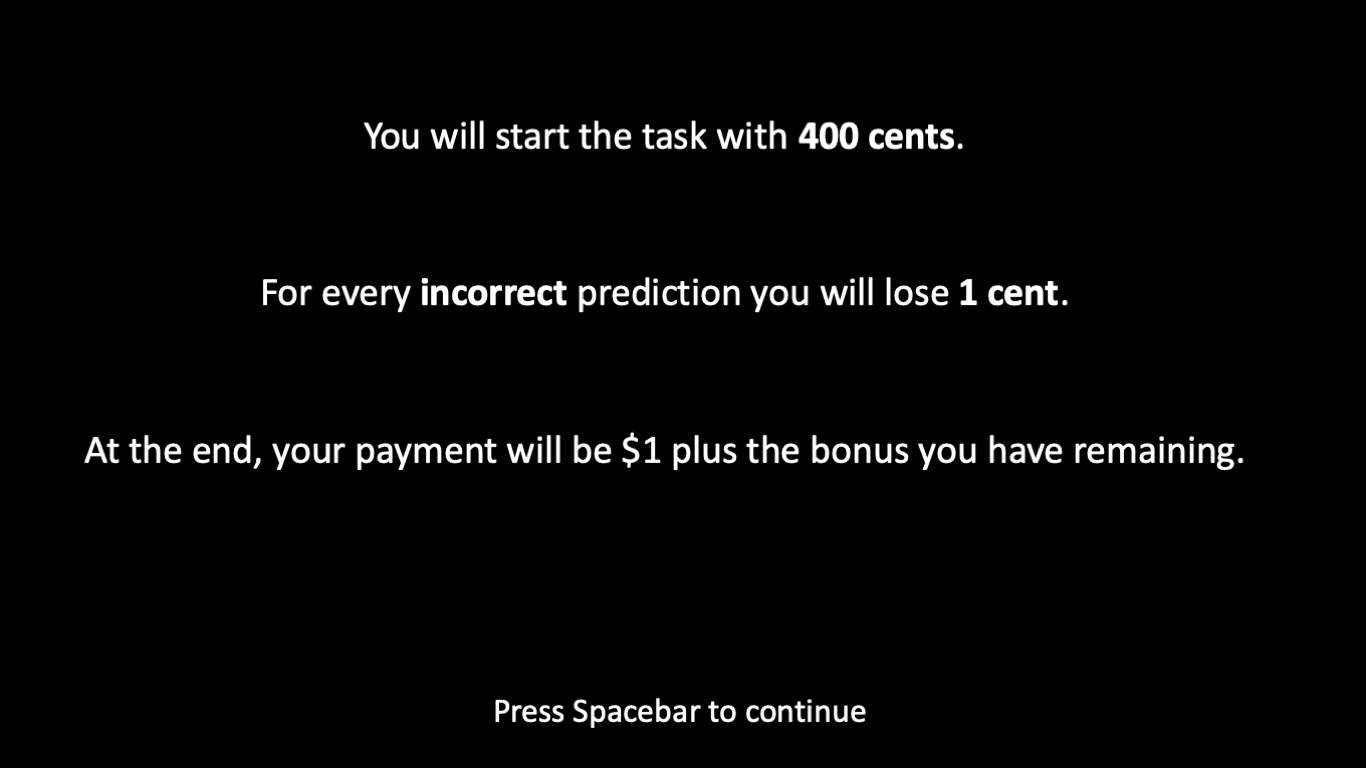 You will start the task with 400 cents.
For every incorrect prediction you will lose 1 cent.
At the end, your payment will be $1 plus the bonus you have remaining.
Press Spacebar to continue